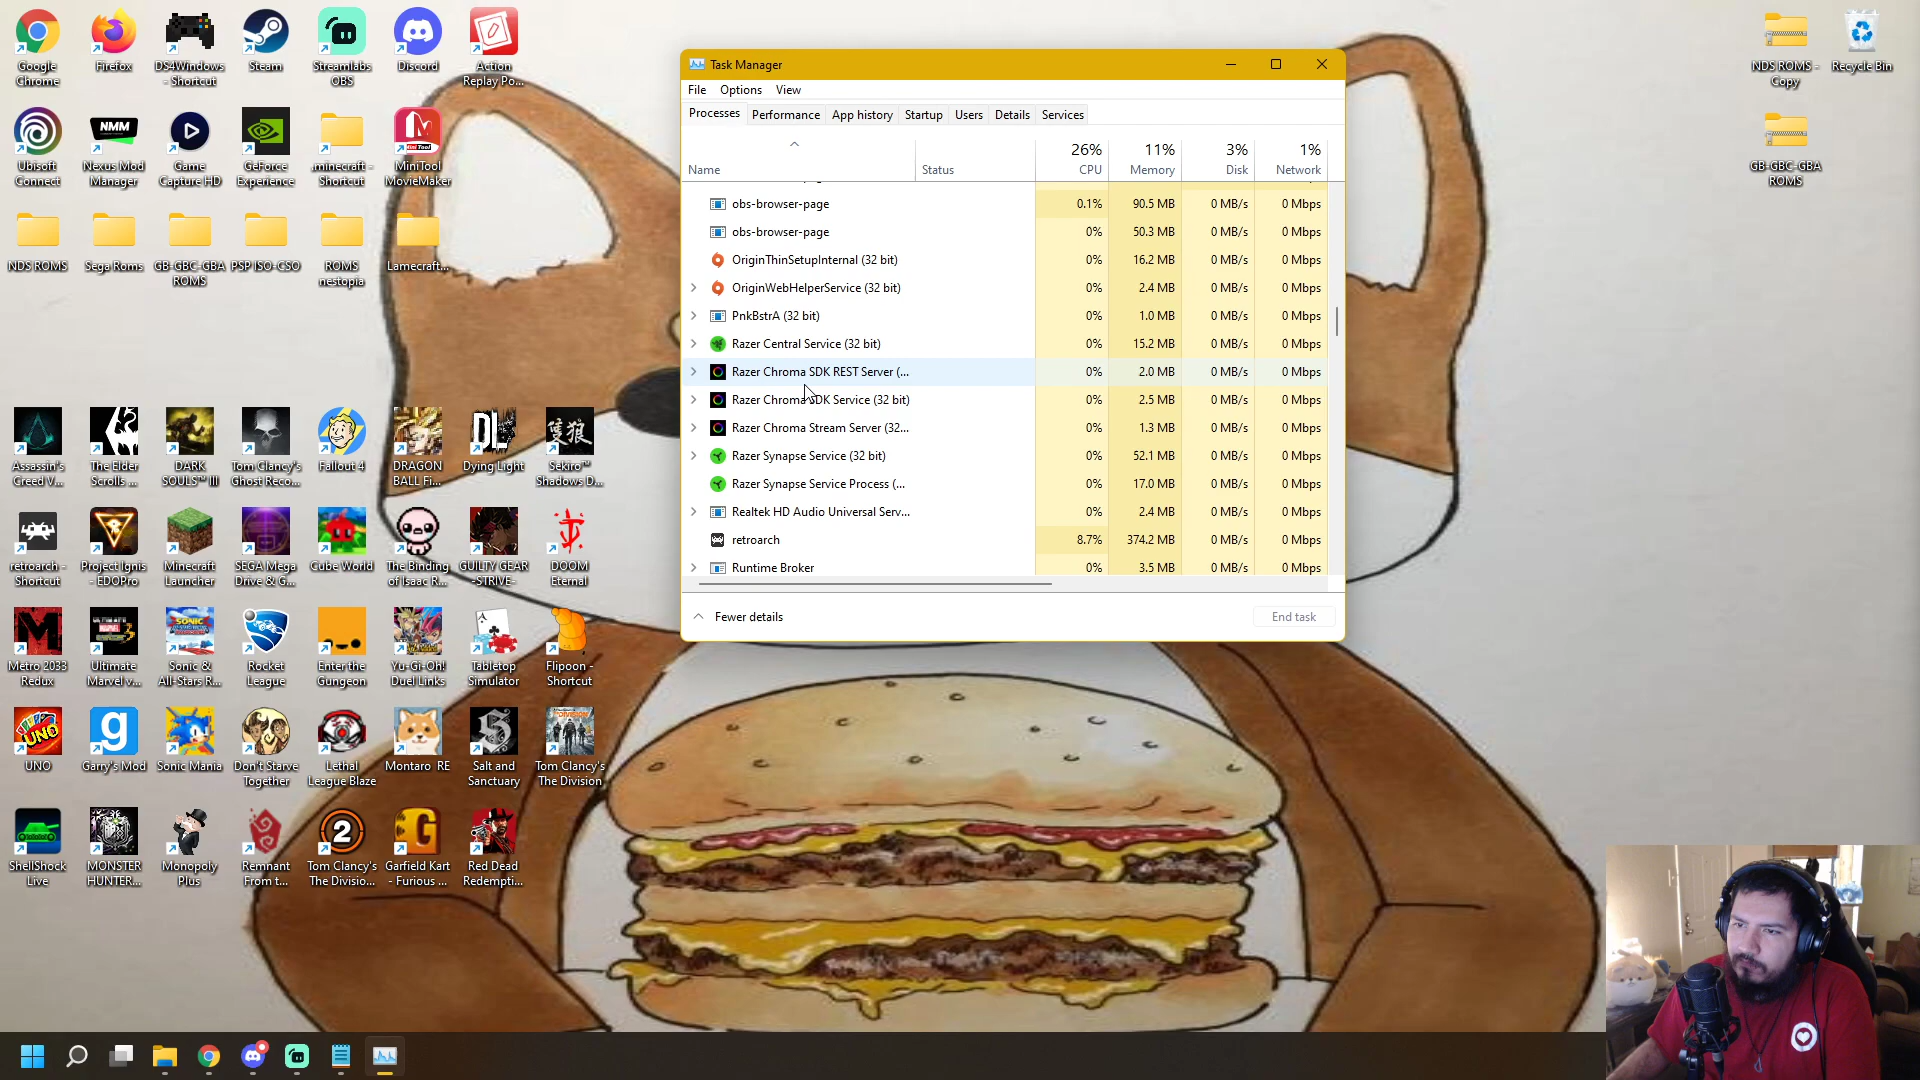 Google
Chrome
Firefox
DS4Windows
- Shortcut
Steam
Streamlabs
OBS
Discord
Action
Replay Po...
NDS ROMS -
Copy
Recycle Bin
Ubisoft
Connect
NMM
Nexus Mod
Manager
Game
Capture HD
GeForce
Experience
.minecraft -
Shortcut
MiniTool
MovieMaker
GB-GBC-GBA
ROMS
NDS ROMS
Sega Roms
GB-GBC-GBA
ROMS
PSP ISO-CSO
ROMS
nestopia
Lamecraft...
Assassin's
Creed V...
The Elder
Scrolls ...
DARK
SOULS™ III
Tom Clancy's
Ghost Reco...
Fallout 4
DRAGON
BALL Fi...
DL
Dying Light
隻狼
Sekiro™
Shadows D...
retroarch -
Shortcut
Project Ignis
- EDOPro
Minecraft
Launcher
SEGA Mega
Drive & G...
Cube World
The Binding
of Isaac R...
GUILTY GEAR
-STRIVE-
DOOM
Eternal
Metro 2033
Redux
Ultimate
Marvel v...
Sonic &
All-Stars R...
Rocket
League
Enter the
Gungeon
Yu-Gi-Oh!
Duel Links
Tabletop
Simulator
Flipoon -
Shortcut
UNO
UNO
Garry's Mod
Sonic Mania
Don't Starve
Together
Lethal
League Blaze
Montaro RE
Salt and
Sanctuary
Tom Clancy's
The Division
ShellShock
Live
MONSTER
HUNTER...
Monopoly
Plus
Remnant
From t...
Tom Clancy's
The Divisio...
Garfield Kart
- Furious ...
Red Dead
Redempti...
Task Manager
File Options View
Processes Performance App history Startup Users Details Services
26% 11% 3% 1%
Name Status CPU Memory Disk Network
obs-browser-page 0.1% 90.5 MB 0 MB/s 0 Mbps
obs-browser-page 0% 50.3 MB 0 MB/s 0 Mbps
OriginThinSetupInternal (32 bit) 0% 16.2 MB 0 MB/s 0 Mbps
OriginWebHelperService (32 bit) 0% 2.4 MB 0 MB/s 0 Mbps
PnkBstrA (32 bit) 0% 1.0 MB 0 MB/s 0 Mbps
Razer Central Service (32 bit) 0% 15.2 MB 0 MB/s 0 Mbps
Razer Chroma SDK REST Server (... 0% 2.0 MB 0 MB/s 0 Mbps
Razer Chroma SDK Service (32 bit) 0% 2.5 MB 0 MB/s 0 Mbps
Razer Chroma Stream Server (32... 0% 1.3 MB 0 MB/s 0 Mbps
Razer Synapse Service (32 bit) 0% 52.1 MB 0 MB/s 0 Mbps
Razer Synapse Service Process (... 0% 17.0 MB 0 MB/s 0 Mbps
Realtek HD Audio Universal Serv... 0% 2.4 MB 0 MB/s 0 Mbps
retroarch 8.7% 374.2 MB 0 MB/s 0 Mbps
Runtime Broker 0% 3.5 MB 0 MB/s 0 Mbps
Fewer details
End task